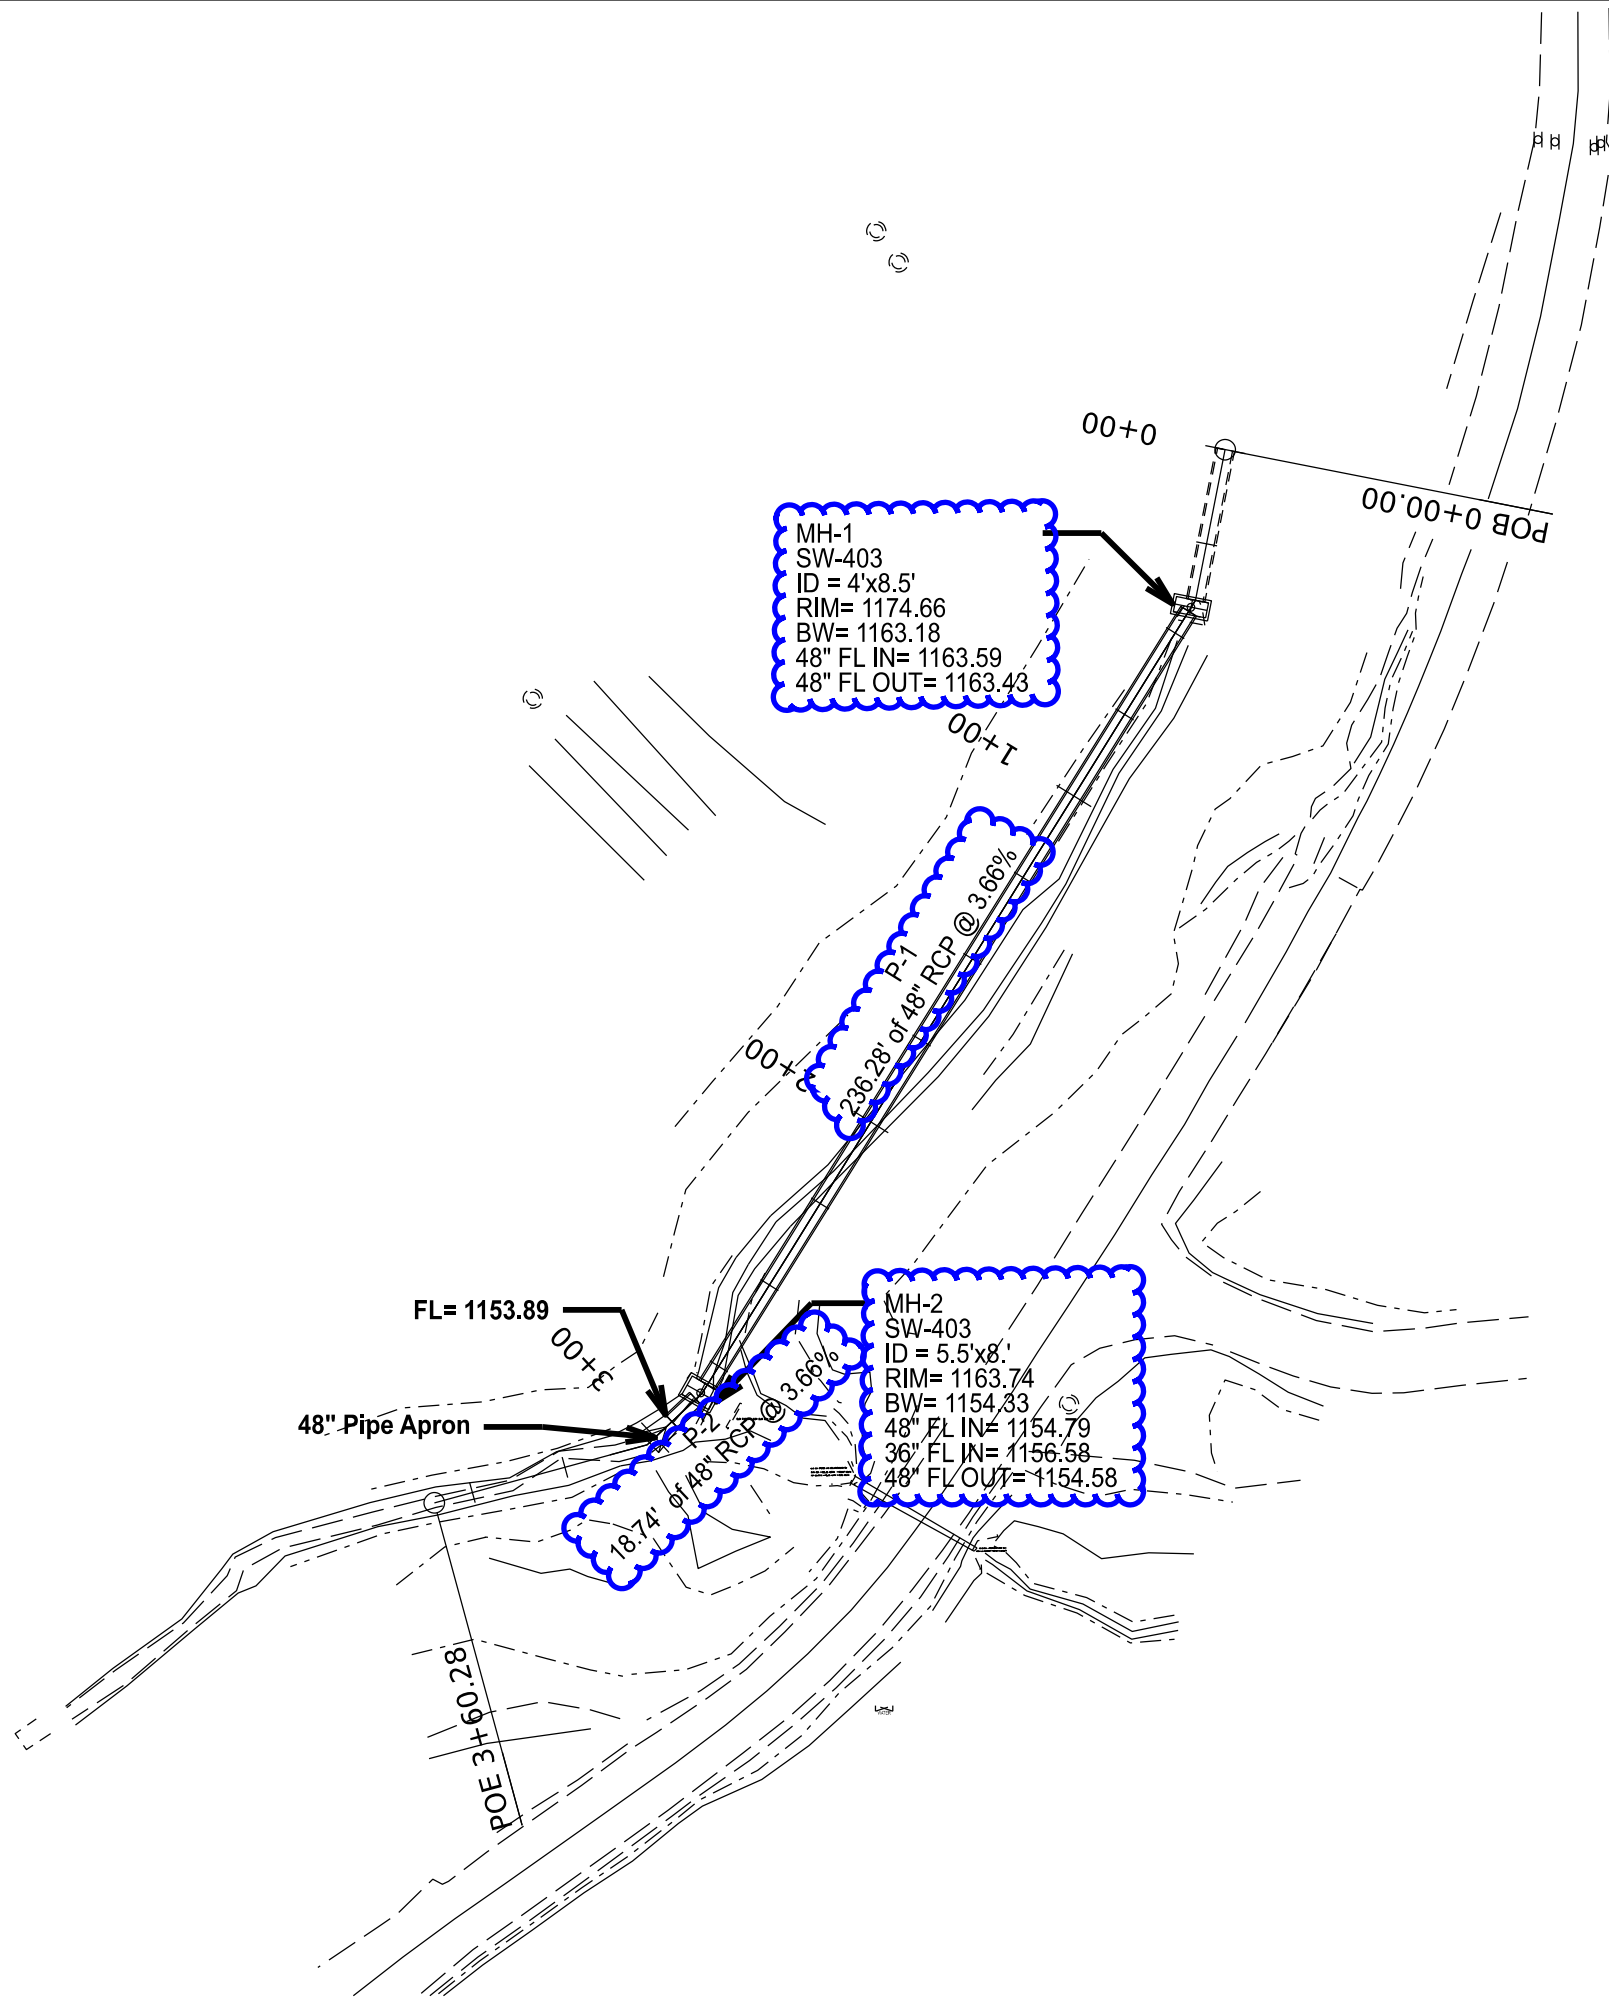 0+00
POB 0+00.00
MH-1
SW-403
ID = 4'x8.5'
RIM= 1174.66
BW= 1163.18
48" FL IN= 1163.59
48" FL OUT= 1163.43
1+00
P-1
236.28' of 48" RCP @ 3.66%
2+00
FL= 1153.89
3+00
48" Pipe Apron
MH-2
SW-403
ID = 5.5'x8.'
RIM= 1163.74
BW= 1154.33
48" FL IN= 1154.79
36" FL IN= 1156.58
48" FL OUT= 1154.58
P-2
18.74' of 48" RCP @ 3.66%
POE 3+60.28